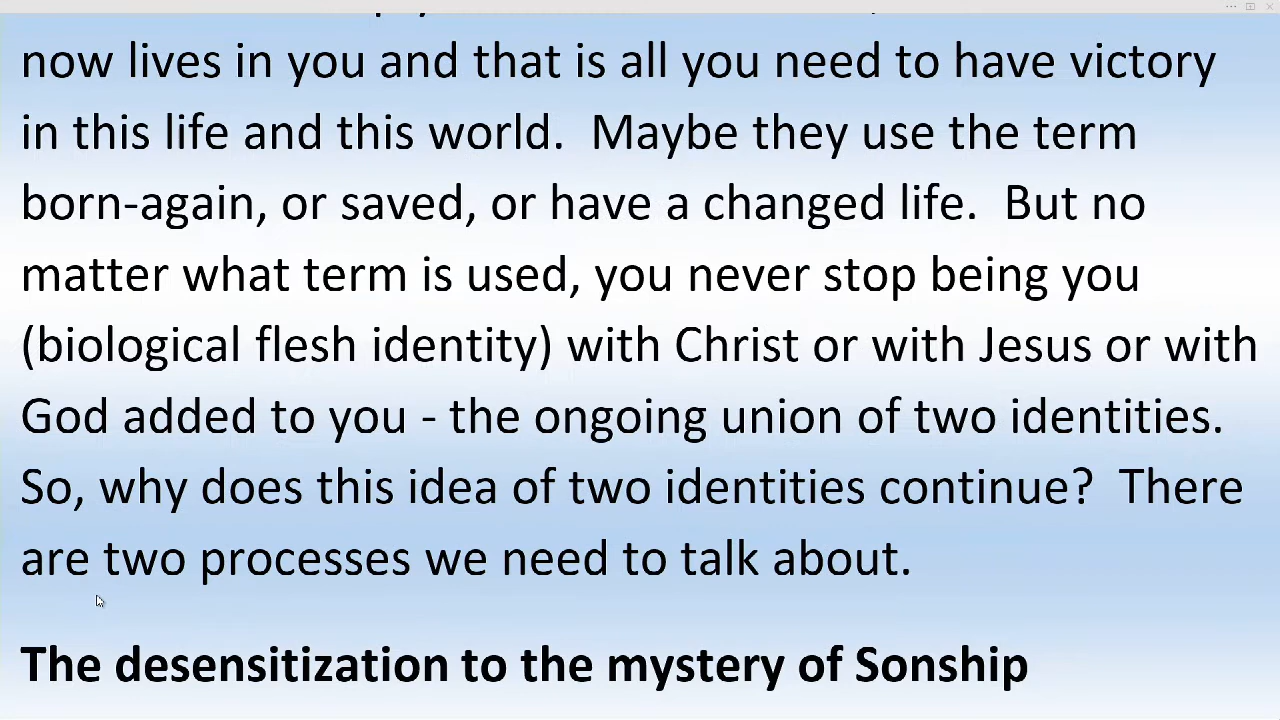 now lives in you and that is all you need to have victory
in this life and this world.  Maybe they use the term
born-again, or saved, or have a changed life.  But no
matter what term is used, you never stop being you
(biological flesh identity) with Christ or with Jesus or with
God added to you - the ongoing union of two identities.
So, why does this idea of two identities continue?  There
are two processes we need to talk about.
The desensitization to the mystery of Sonship